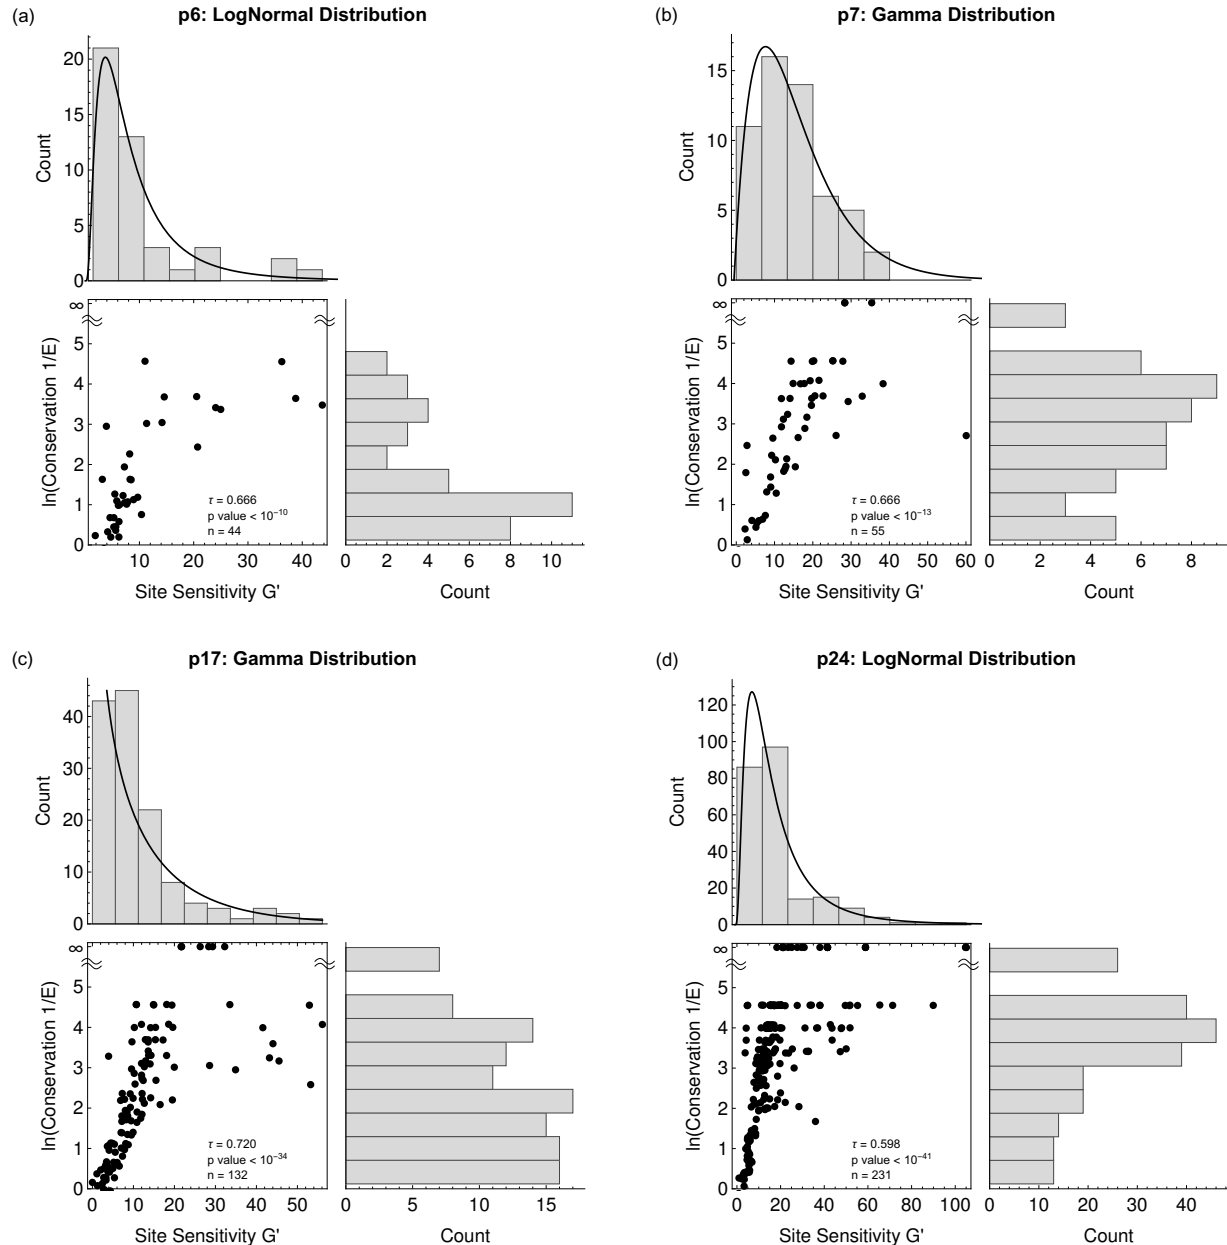 (a)
p6: LogNormal Distribution
20
15
10
5
0
Count
∞
5
4
3
2
1
0
ln(Conservation 1/E)
τ = 0.666
p value < 10⁻¹⁰
n = 44
10 20 30 40
Site Sensitivity G'
0 2 4 6 8 10
Count
(b)
p7: Gamma Distribution
15
10
5
0
Count
∞
5
4
3
2
1
0
ln(Conservation 1/E)
τ = 0.666
p value < 10⁻¹³
n = 55
0 10 20 30 40 50 60
Site Sensitivity G'
0 2 4 6 8
Count
(c)
p17: Gamma Distribution
40
30
20
10
0
Count
∞
5
4
3
2
1
0
ln(Conservation 1/E)
τ = 0.720
p value < 10⁻³⁴
n = 132
0 10 20 30 40 50
Site Sensitivity G'
0 5 10 15
Count
(d)
p24: LogNormal Distribution
120
100
80
60
40
20
0
Count
∞
5
4
3
2
1
0
ln(Conservation 1/E)
τ = 0.598
p value < 10⁻⁴¹
n = 231
0 20 40 60 80 100
Site Sensitivity G'
0 10 20 30 40
Count